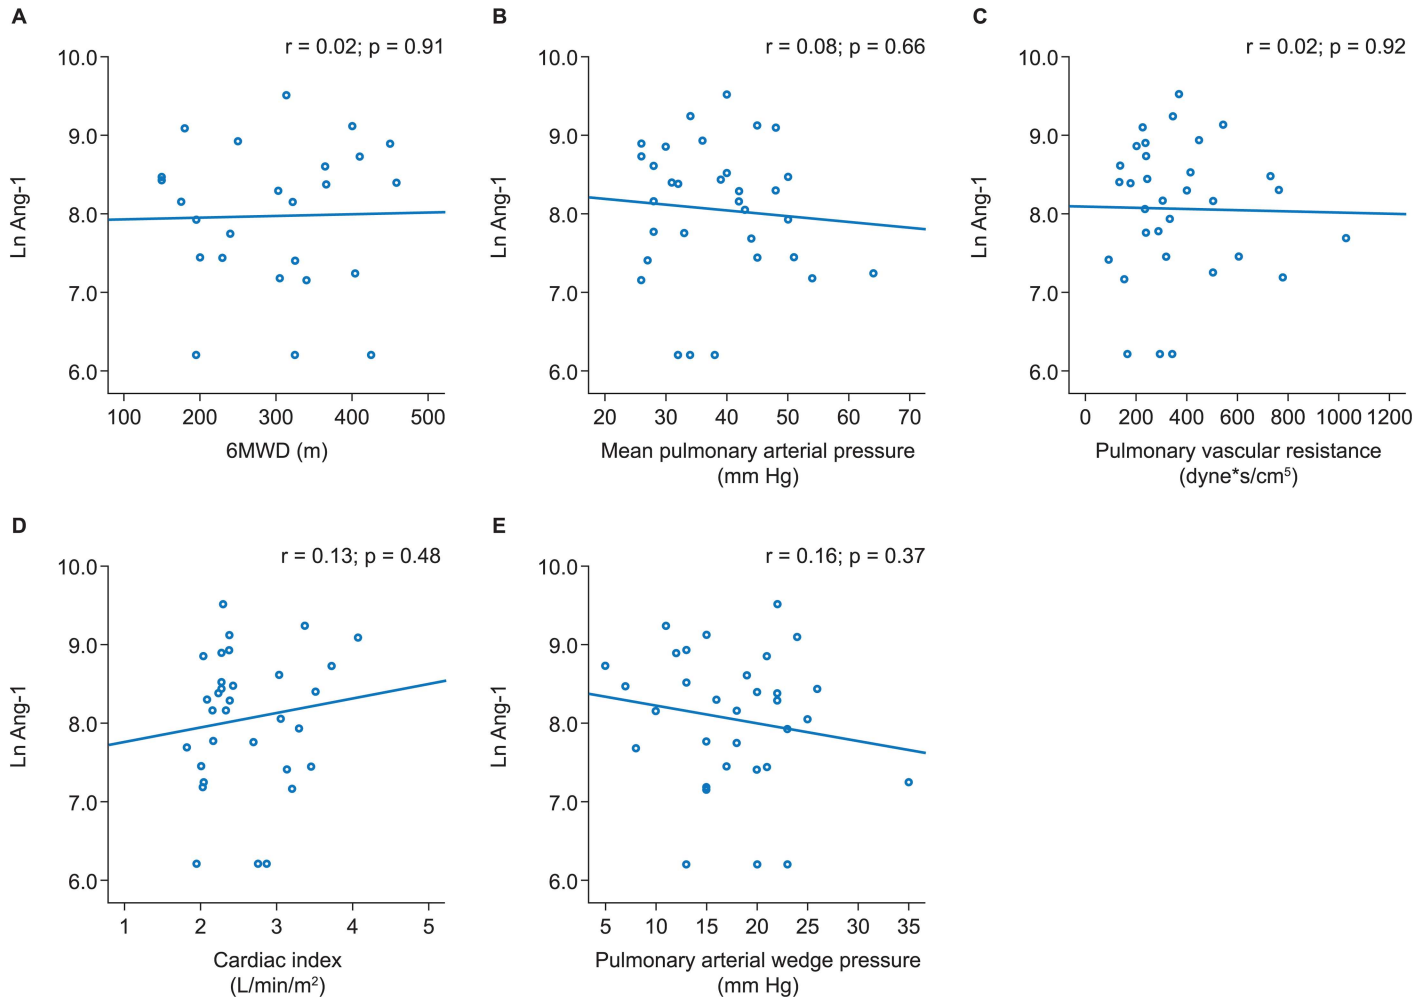 A
r = 0.02; p = 0.91
Ln Ang-1
10.0
9.0
8.0
7.0
6.0
100 200 300 400 500
6MWD (m)
B
r = 0.08; p = 0.66
Ln Ang-1
10.0
9.0
8.0
7.0
6.0
20 30 40 50 60 70
Mean pulmonary arterial pressure
(mm Hg)
C
r = 0.02; p = 0.92
Ln Ang-1
10.0
9.0
8.0
7.0
6.0
0 200 400 600 800 1000 1200
Pulmonary vascular resistance
(dyne*s/cm⁵)
D
r = 0.13; p = 0.48
Ln Ang-1
10.0
9.0
8.0
7.0
6.0
1 2 3 4 5
Cardiac index
(L/min/m²)
E
r = 0.16; p = 0.37
Ln Ang-1
10.0
9.0
8.0
7.0
6.0
5 10 15 20 25 30 35
Pulmonary arterial wedge pressure
(mm Hg)